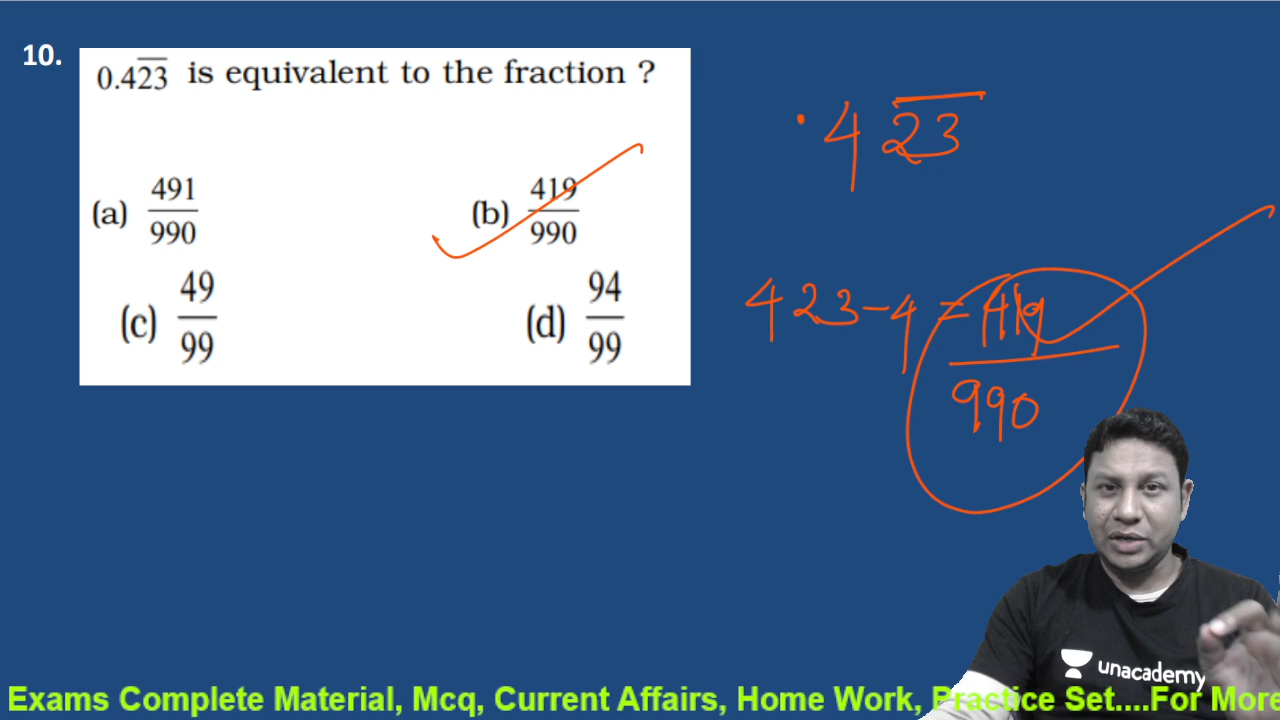 10.
0.4\overline{23} is equivalent to the fraction ?
(a) 491/990
(b) 419/990
(c) 49/99
(d) 94/99
.4\overline{23}
423-4 = 419
990
unacademy
Exams Complete Material, Mcq, Current Affairs, Home Work, Practice Set....For More